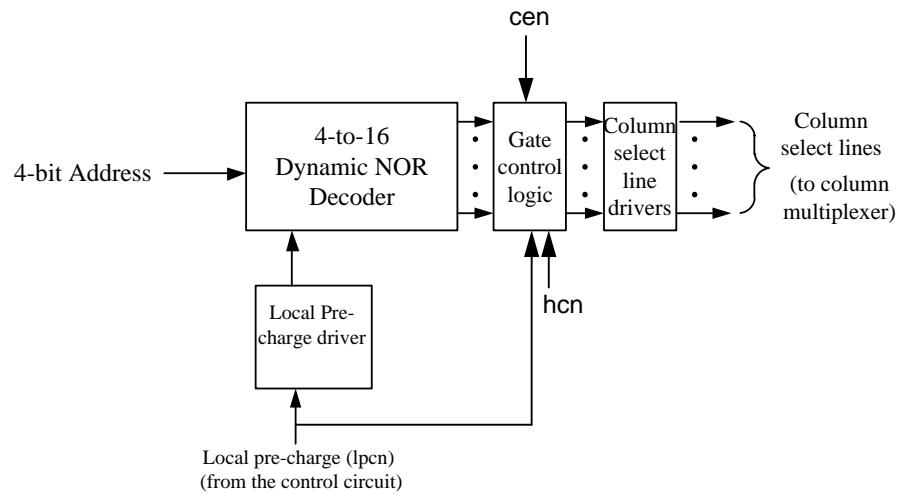 cen
4-to-16
Dynamic NOR
Decoder
Gate
control
logic
Column
select
line
drivers
Column
select lines
(to column
multiplexer)
4-bit Address
hcn
Local Pre-
charge driver
Local pre-charge (lpcn)
(from the control circuit)